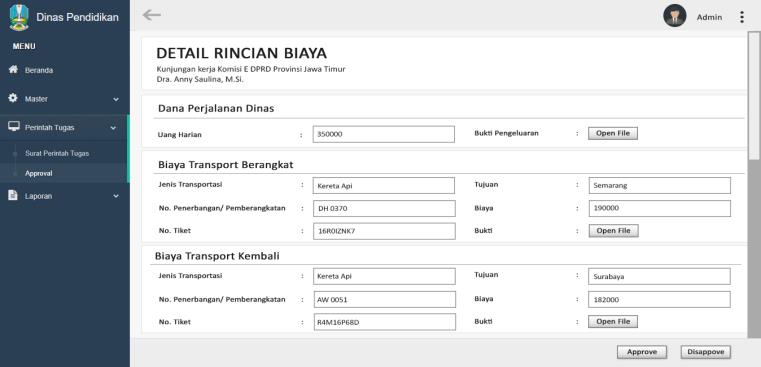 Dinas Pendidikan
Admin
MENU
Beranda
Master
Perintah Tugas
Surat Perintah Tugas
Approval
Laporan
DETAIL RINCIAN BIAYA
Kunjungan kerja Komisi E DPRD Provinsi Jawa Timur
Dra. Anny Saulina, M.Si.
Dana Perjalanan Dinas
Uang Harian : 350000 Bukti Pengeluaran : Open File
Biaya Transport Berangkat
Jenis Transportasi : Kereta Api Tujuan : Semarang
No. Penerbangan/ Pemberangkatan : DH 0370 Biaya : 190000
No. Tiket : 16R0IZNK7 Bukti : Open File
Biaya Transport Kembali
Jenis Transportasi : Kereta Api Tujuan : Surabaya
No. Penerbangan/ Pemberangkatan : AW 0051 Biaya : 182000
No. Tiket : R4M16P68D Bukti : Open File
Approve Disappove